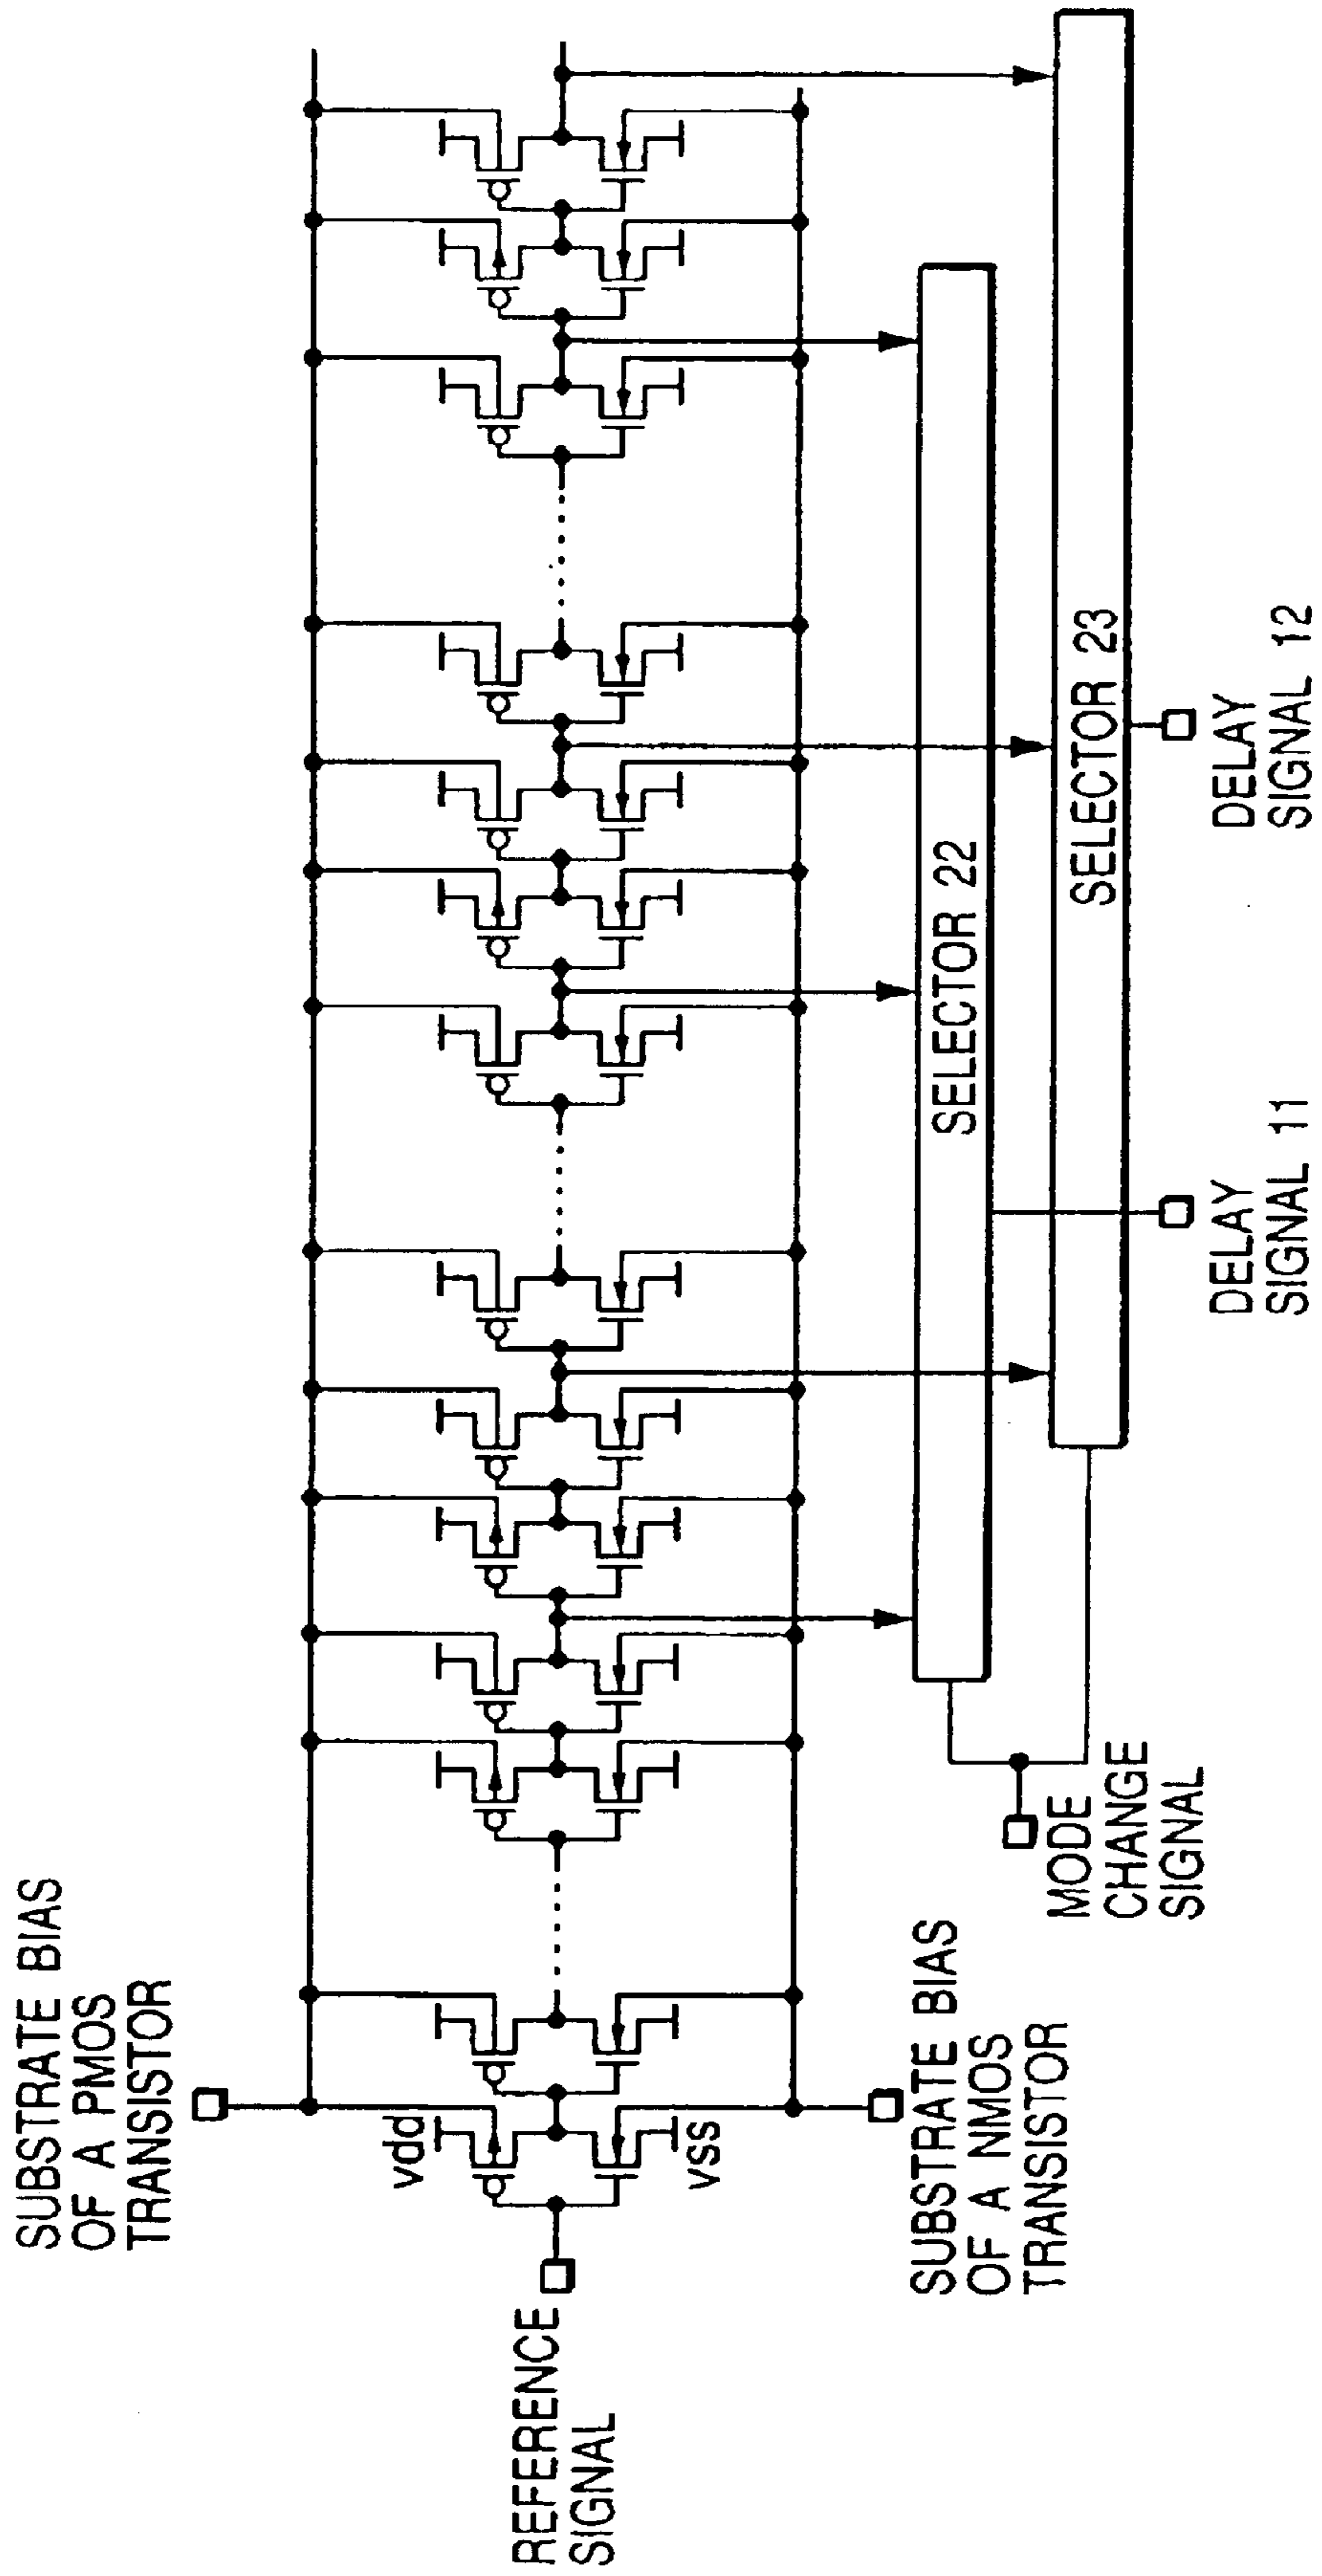 SUBSTRATE BIAS
OF A PMOS
TRANSISTOR
vdd
vss
REFERENCE
SIGNAL
SUBSTRATE BIAS
OF A NMOS
TRANSISTOR
MODE
CHANGE
SIGNAL
SELECTOR 22
SELECTOR 23
DELAY
SIGNAL 11
DELAY
SIGNAL 12